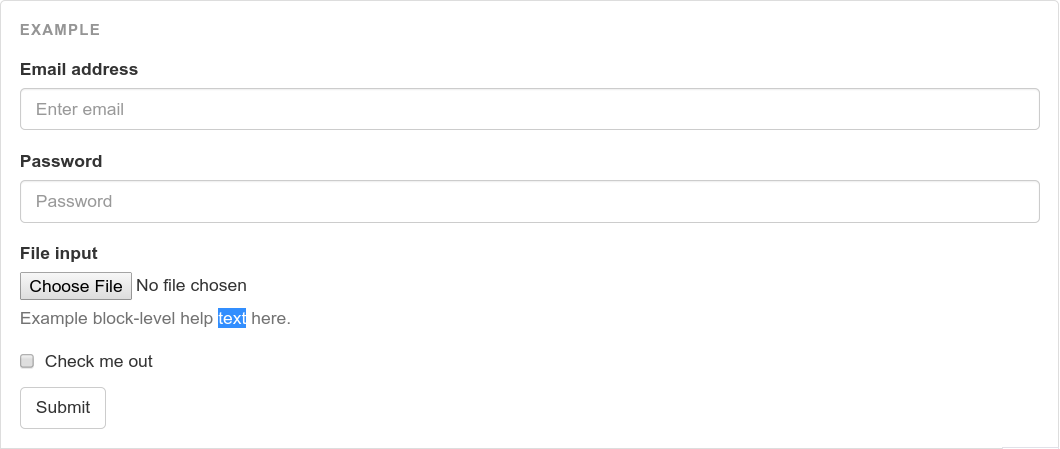 EXAMPLE
Email address
Enter email
Password
Password
File input
Choose File No file chosen
Example block-level help text here.
Check me out
Submit